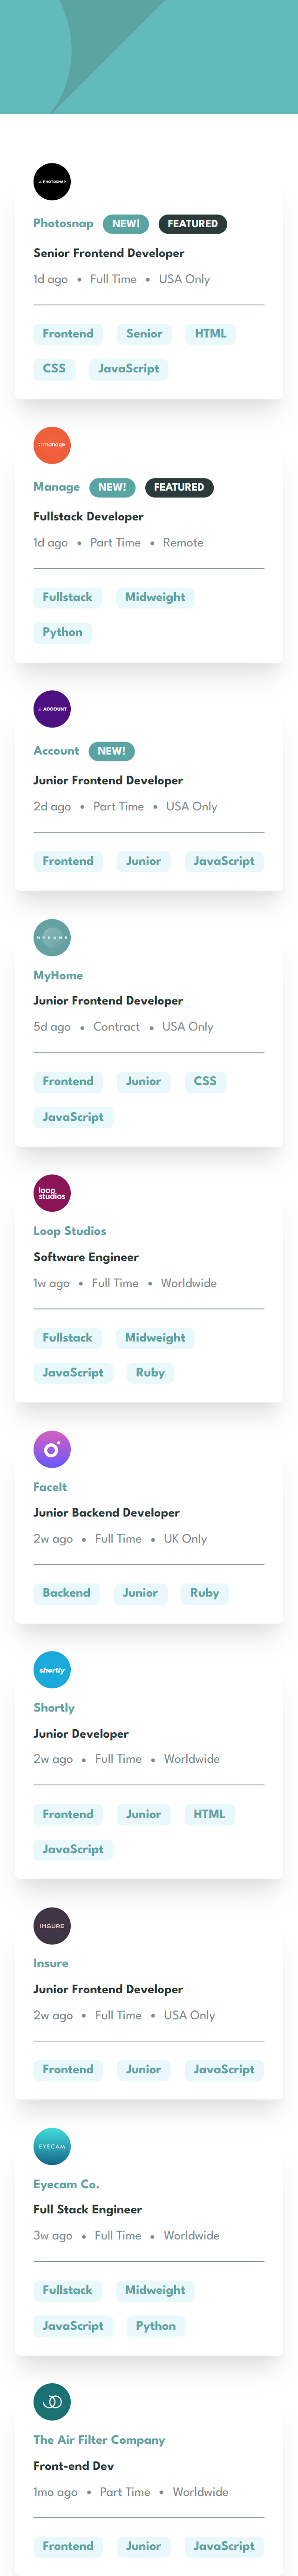 PHOTOSNAP
Photosnap NEW! FEATURED
Senior Frontend Developer
1d ago • Full Time • USA Only
Frontend Senior HTML
CSS JavaScript
manage
Manage NEW! FEATURED
Fullstack Developer
1d ago • Part Time • Remote
Fullstack Midweight
Python
ACCOUNT
Account NEW!
Junior Frontend Developer
2d ago • Part Time • USA Only
Frontend Junior JavaScript
MYHOME
MyHome
Junior Frontend Developer
5d ago • Contract • USA Only
Frontend Junior CSS
JavaScript
loop
studios
Loop Studios
Software Engineer
1w ago • Full Time • Worldwide
Fullstack Midweight
JavaScript Ruby
FaceIt
Junior Backend Developer
2w ago • Full Time • UK Only
Backend Junior Ruby
shortly
Shortly
Junior Developer
2w ago • Full Time • Worldwide
Frontend Junior HTML
JavaScript
INSURE
Insure
Junior Frontend Developer
2w ago • Full Time • USA Only
Frontend Junior JavaScript
EYECAM
Eyecam Co.
Full Stack Engineer
3w ago • Full Time • Worldwide
Fullstack Midweight
JavaScript Python
The Air Filter Company
Front-end Dev
1mo ago • Part Time • Worldwide
Frontend Junior JavaScript